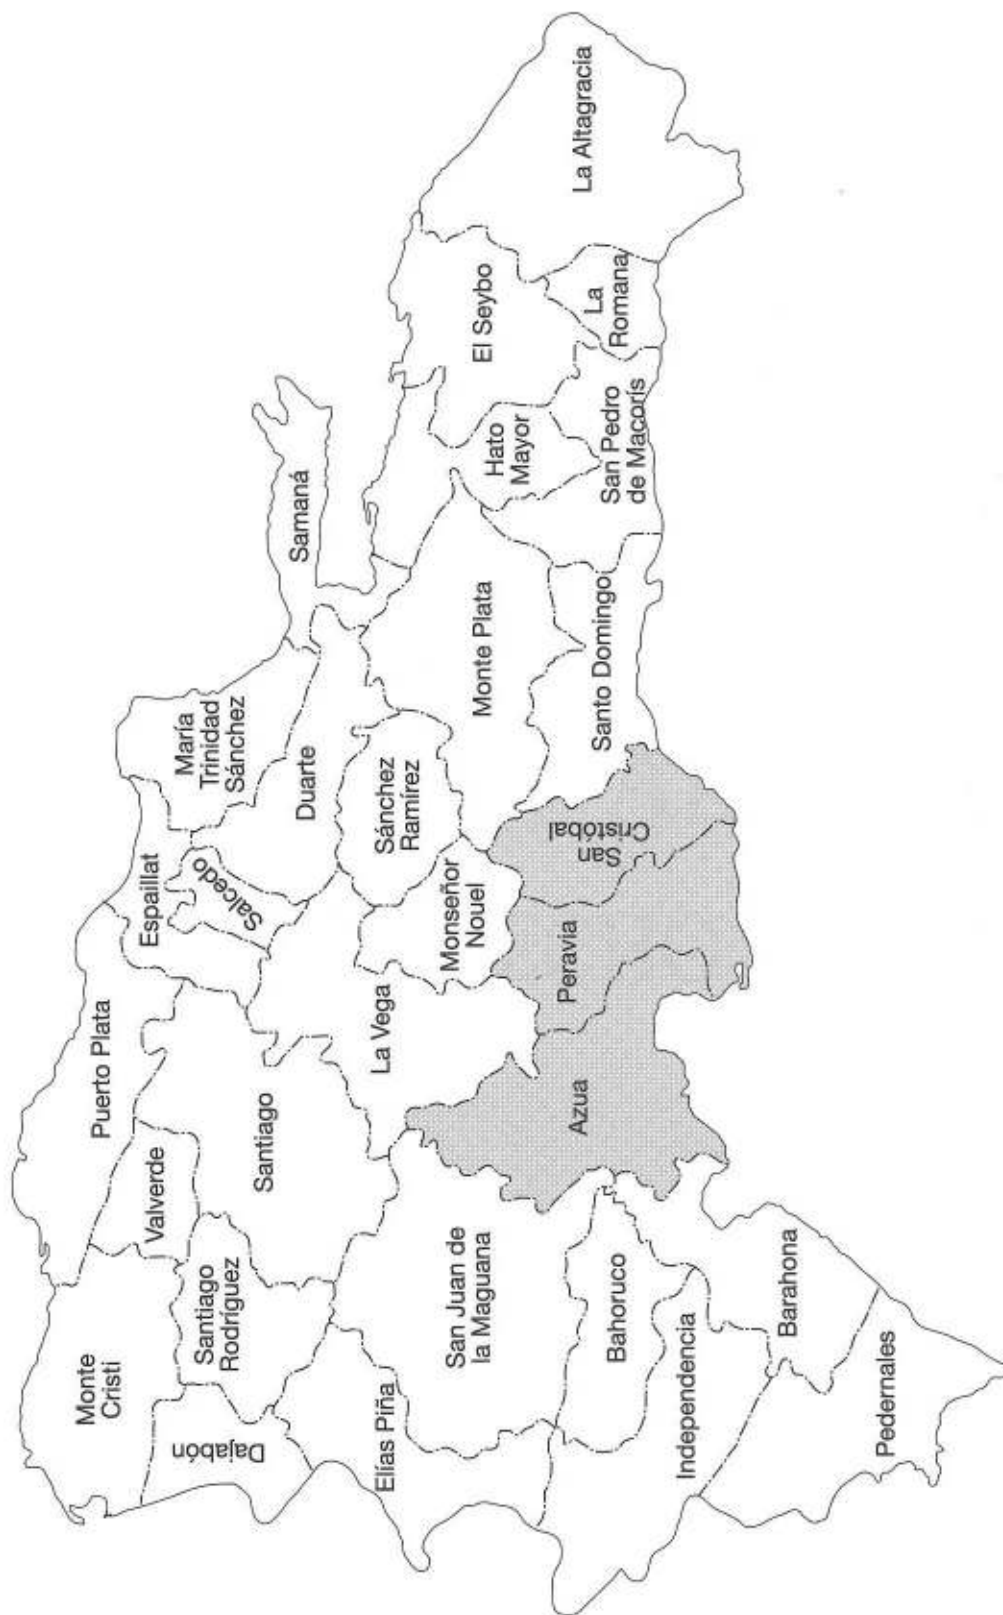 Puerto Plata
Monte
Cristi
Valverde
Espaillat
María
Trinidad
Sánchez
Salcedo
Dajabón
Santiago
Rodríguez
Santiago
Duarte
Samaná
La Vega
Sánchez
Ramírez
Elías Piña
San Juan de
la Maguana
Monseñor
Nouel
Monte Plata
Hato
Mayor
El Seybo
La Altagracia
Azua
Peravia
San
Cristóbal
Santo Domingo
San Pedro
de Macorís
La
Romana
Bahoruco
Independencia
Barahona
Pedernales